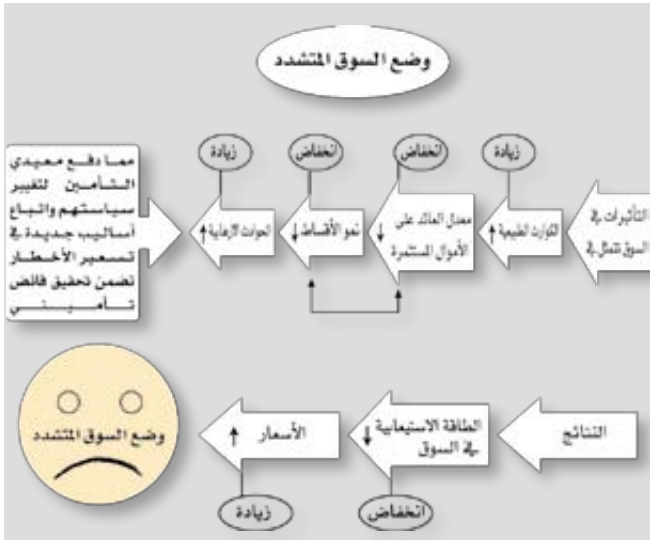 وضع السوق المتشدد
زيادة
انخفاض
انخفاض
زيادة
التأثيرات في
السوق تتمثل في
الكوارث الطبيعية ↑
معدل العائد على
الأموال المستثمرة ↓
نمو الأقساط ↓
الحوادث الارهابية ↑
مما دفع معيدي
التأمين لتغيير
سياستهم واتباع
أساليب جديدة في
تسعير الأخطار
تضمن تحقيق فائض
تأميني
النتائج
الطاقة الاستيعابية
في السوق ↓
الأسعار ↑
وضع السوق المتشدد
انخفاض
زيادة